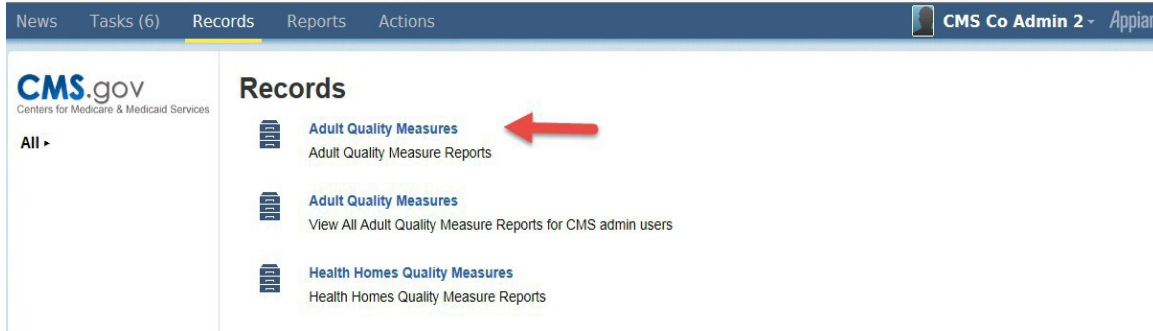 News Tasks (6) Records Reports Actions CMS Co Admin 2
CMS.gov
Centers for Medicare & Medicaid Services
All
Records
Adult Quality Measures
Adult Quality Measure Reports
Adult Quality Measures
View All Adult Quality Measure Reports for CMS admin users
Health Homes Quality Measures
Health Homes Quality Measure Reports